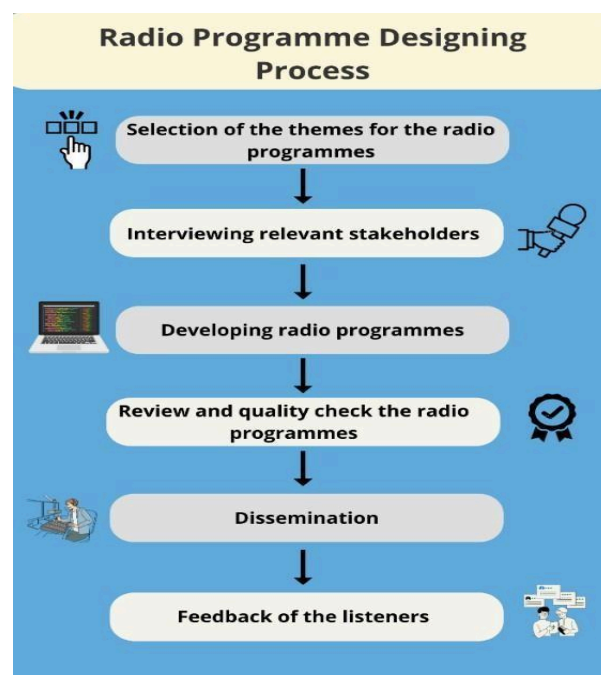 Radio Programme Designing
Process
Selection of the themes for the radio
programmes
Interviewing relevant stakeholders
Developing radio programmes
Review and quality check the radio
programmes
Dissemination
Feedback of the listeners